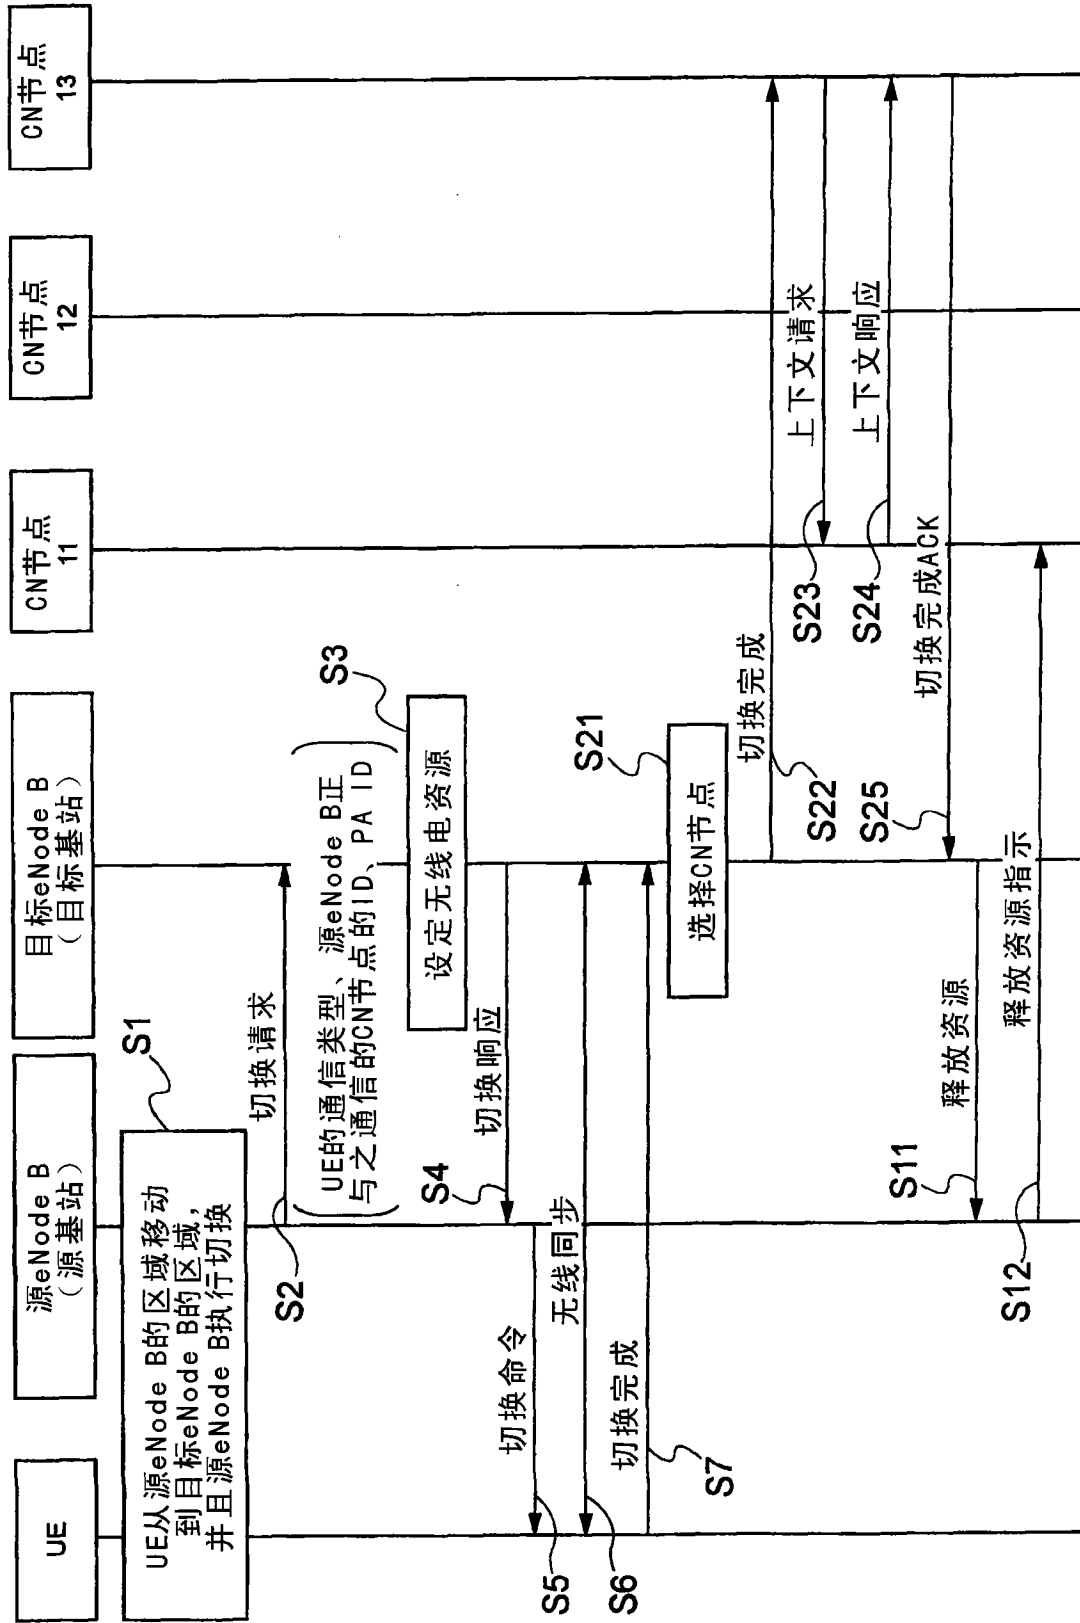 UE
源eNode B
(源基站)
目标eNode B
(目标基站)
CN节点
11
CN节点
12
CN节点
13
UE从源eNode B的区域移动
到目标eNode B的区域,
并且源eNode B执行切换
S1
切换请求
S2
UE的通信类型、源eNode B正
与之通信的CN节点的ID、PA ID
设定无线电资源
S3
切换响应
S4
切换命令
S5
无线同步
S6
切换完成
S7
选择CN节点
S21
切换完成
S22
上下文请求
S23
上下文响应
S24
切换完成ACK
S25
释放资源
S11
释放资源指示
S12